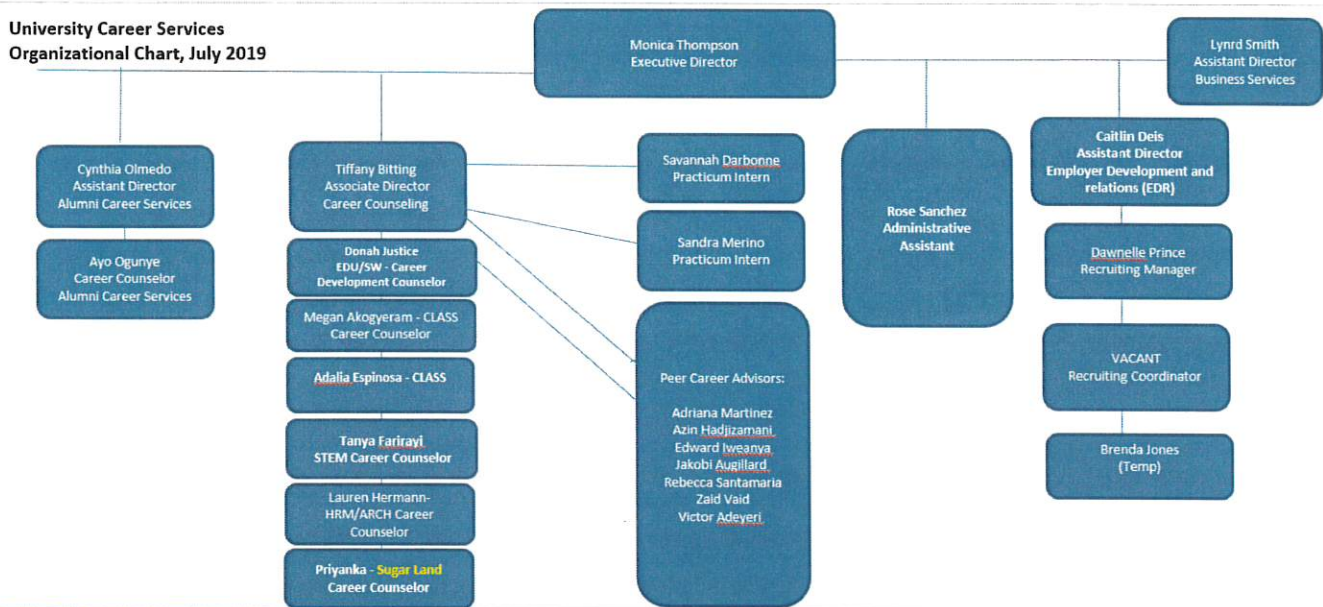 University Career Services
Organizational Chart, July 2019
Monica Thompson
Executive Director
Lynrd Smith
Assistant Director
Business Services
Cynthia Olmedo
Assistant Director
Alumni Career Services
Ayo Ogunye
Career Counselor
Alumni Career Services
Tiffany Bitting
Associate Director
Career Counseling
Donah Justice
EDU/SW - Career
Development Counselor
Megan Akogyeram - CLASS
Career Counselor
Adalia Espinosa - CLASS
Tanya Farirayi
STEM Career Counselor
Lauren Hermann-
HRM/ARCH Career
Counselor
Priyanka - Sugar Land
Career Counselor
Savannah Darbonne
Practicum Intern
Sandra Merino
Practicum Intern
Peer Career Advisors:
Adriana Martinez
Azin Hadjizamani
Edward Iweanya
Jakobi Augillard
Rebecca Santamaria
Zaid Vaid
Victor Adeyeri
Rose Sanchez
Administrative
Assistant
Caitlin Deis
Assistant Director
Employer Development and
relations (EDR)
Dawnelle Prince
Recruiting Manager
VACANT
Recruiting Coordinator
Brenda Jones
(Temp)